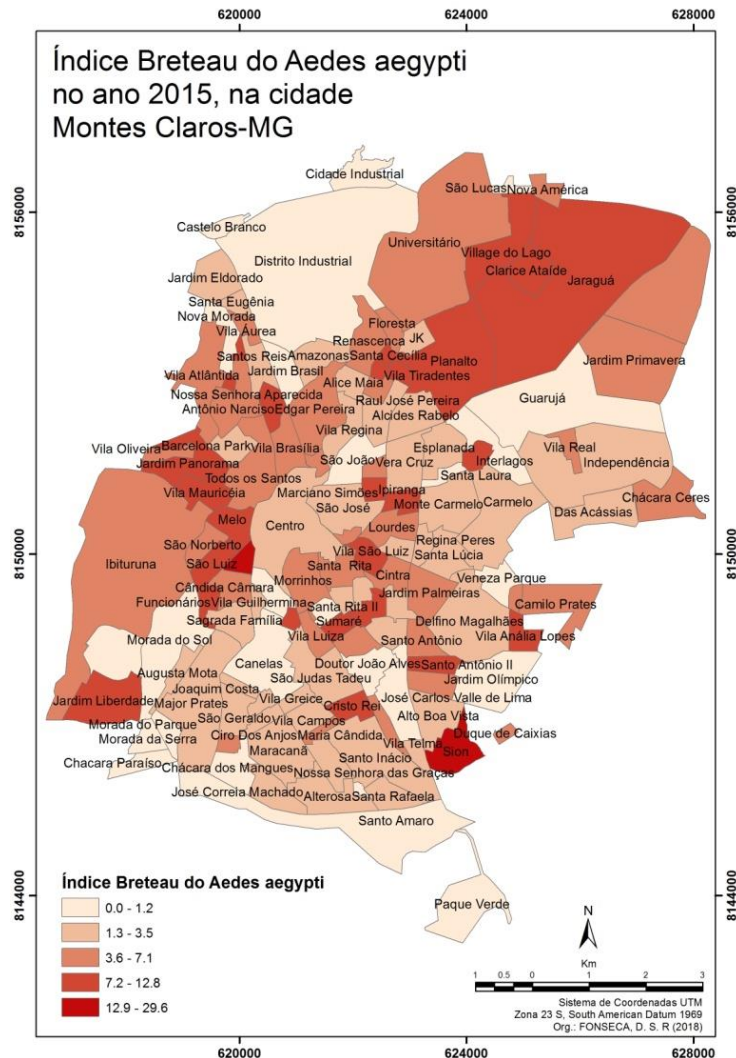 620000 624000 628000
Índice Breteau do Aedes aegypti
no ano 2015, na cidade
Montes Claros-MG
Cidade Industrial
São Lucas Nova América
8156000 8156000
Castelo Branco
Universitário
Distrito Industrial
Village do Lago
Clarice Ataíde
Jardim Eldorado
Jaraguá
Santa Eugênia
Nova Morada
Floresta
Vila Áurea
Renascenca JK
Santos Reis Amazonas Santa Cecília Planalto
Jardim Primavera
Vila Atlântida Jardim Brasil Vila Tiradentes
Alice Maia
Nossa Senhora Aparecida Raul José Pereira Guarujá
Antônio Narciso Edgar Pereira Alcides Rabelo
Vila Regina
Vila Oliveira Barcelona Park Vila Brasília Esplanada Vila Real
São João Vera Cruz Interlagos Independência
Jardim Panorama
Todos os Santos Santa Laura
Vila Mauricéia Marciano Simões Ipiranga Chácara Ceres
São José Monte Carmelo Carmelo
Melo Centro Das Acássias
Lourdes
São Norberto Vila São Luiz Regina Peres
8150000 8150000
Ibituruna São Luiz Santa Rita Santa Lúcia
Cândida Câmara Morrinhos Cintra Veneza Parque
Funcionários Vila Guilhermina Santa Rita II Jardim Palmeiras Camilo Prates
Sagrada Família Sumaré Delfino Magalhães
Morada do Sol Vila Luiza Santo Antônio Vila Anália Lopes
Canelas Doutor João Alves Santo Antônio II
Augusta Mota São Judas Tadeu Jardim Olímpico
Joaquim Costa
Jardim Liberdade Major Prates Vila Greice Cristo Rei José Carlos Valle de Lima
São Geraldo Vila Campos Alto Boa Vista
Morada do Parque
Morada da Serra Ciro Dos Anjos Maria Cândida Duque de Caixias
Maracanã Vila Telma Sion
Chacara Paraíso Santo Inácio
Chácara dos Mangues Nossa Senhora das Graças
José Correia Machado Alterosa Santa Rafaela
Santo Amaro
Índice Breteau do Aedes aegypti
8144000 8144000
0.0 - 1.2
1.3 - 3.5
3.6 - 7.1
7.2 - 12.8
12.9 - 29.6
Paque Verde
N
Km
1 0.5 0 1 2 3
Sistema de Coordenadas UTM
Zona 23 S, South American Datum 1969
Org.: FONSECA, D. S. R (2018)
620000 624000 628000